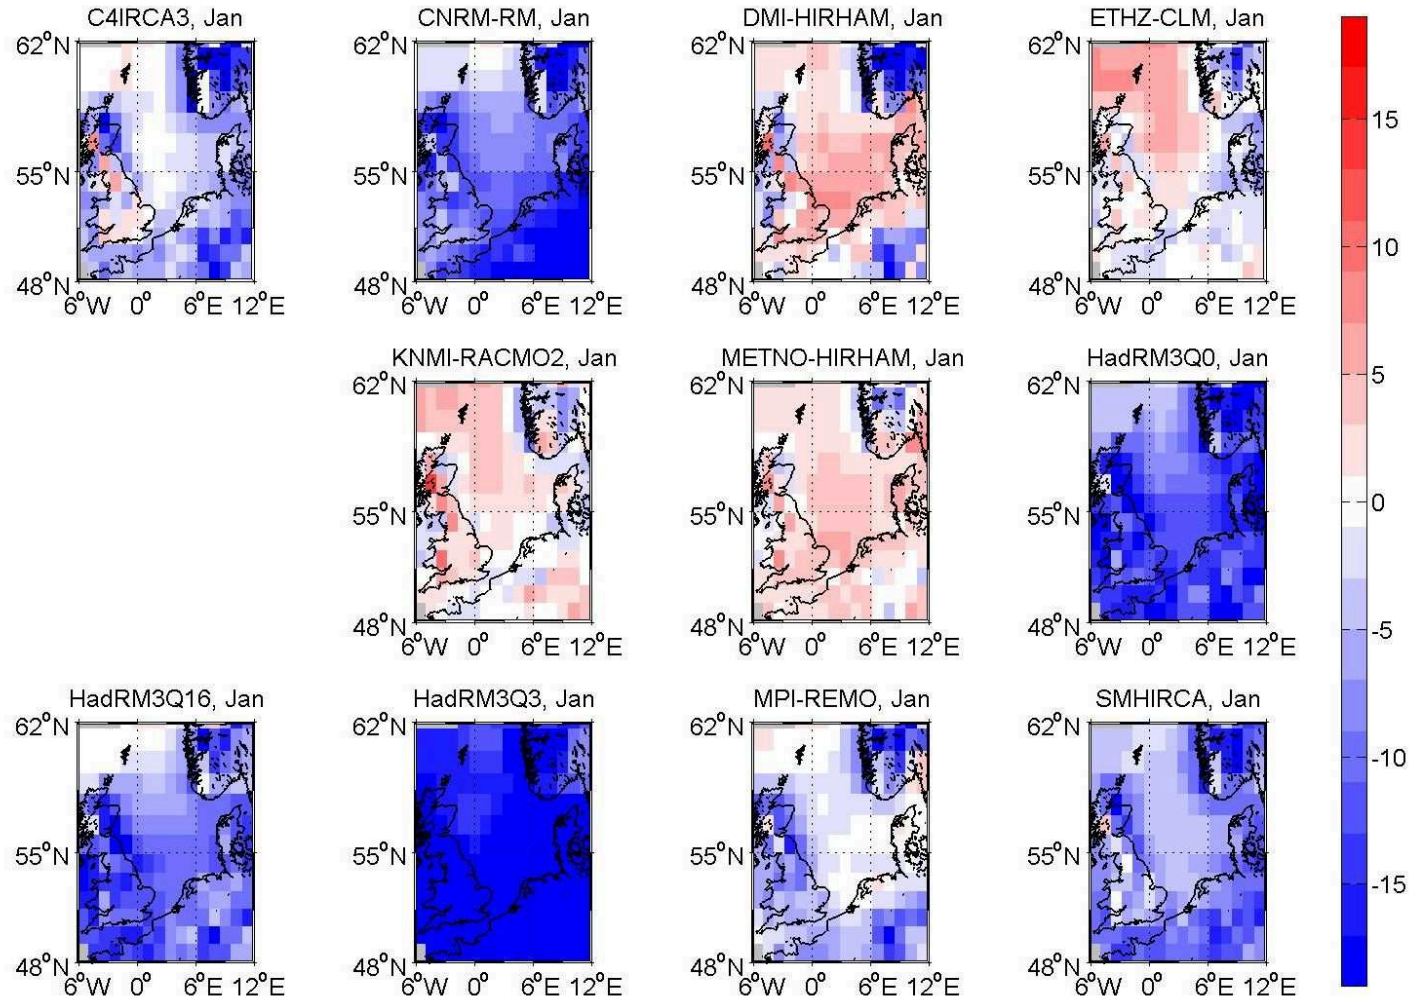 C4IRCA3, Jan
62°N
55°N
48°N
6°W 0° 6°E 12°E
CNRM-RM, Jan
62°N
55°N
48°N
6°W 0° 6°E 12°E
DMI-HIRHAM, Jan
62°N
55°N
48°N
6°W 0° 6°E 12°E
ETHZ-CLM, Jan
62°N
55°N
48°N
6°W 0° 6°E 12°E
KNMI-RACMO2, Jan
62°N
55°N
48°N
6°W 0° 6°E 12°E
METNO-HIRHAM, Jan
62°N
55°N
48°N
6°W 0° 6°E 12°E
HadRM3Q0, Jan
62°N
55°N
48°N
6°W 0° 6°E 12°E
HadRM3Q16, Jan
62°N
55°N
48°N
6°W 0° 6°E 12°E
HadRM3Q3, Jan
62°N
55°N
48°N
6°W 0° 6°E 12°E
MPI-REMO, Jan
62°N
55°N
48°N
6°W 0° 6°E 12°E
SMHIRCA, Jan
62°N
55°N
48°N
6°W 0° 6°E 12°E
15
10
5
0
-5
-10
-15